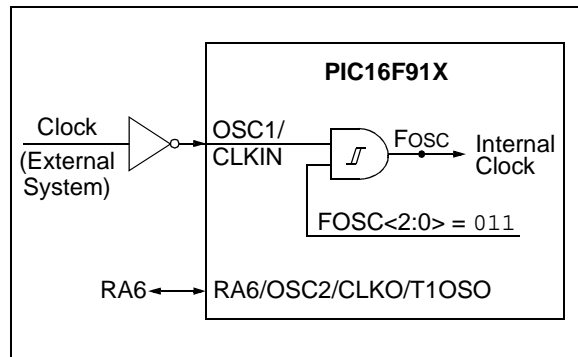 PIC16F91X
Clock
(External
System)
OSC1/
CLKIN
FOSC
Internal
Clock
FOSC<2:0> = 011
RA6
RA6/OSC2/CLKO/T1OSO